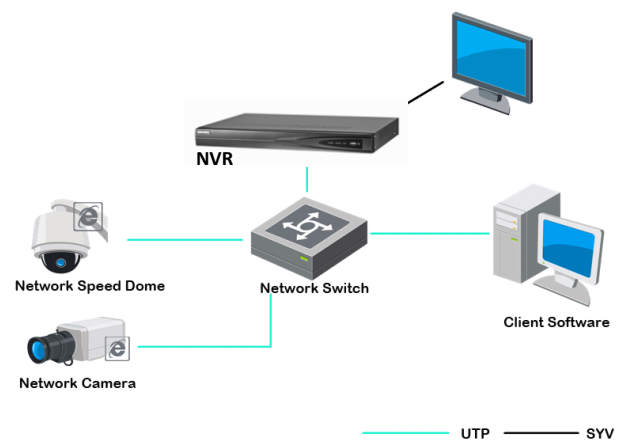 NVR
Network Speed Dome
Network Switch
Client Software
Network Camera
UTP
SYV